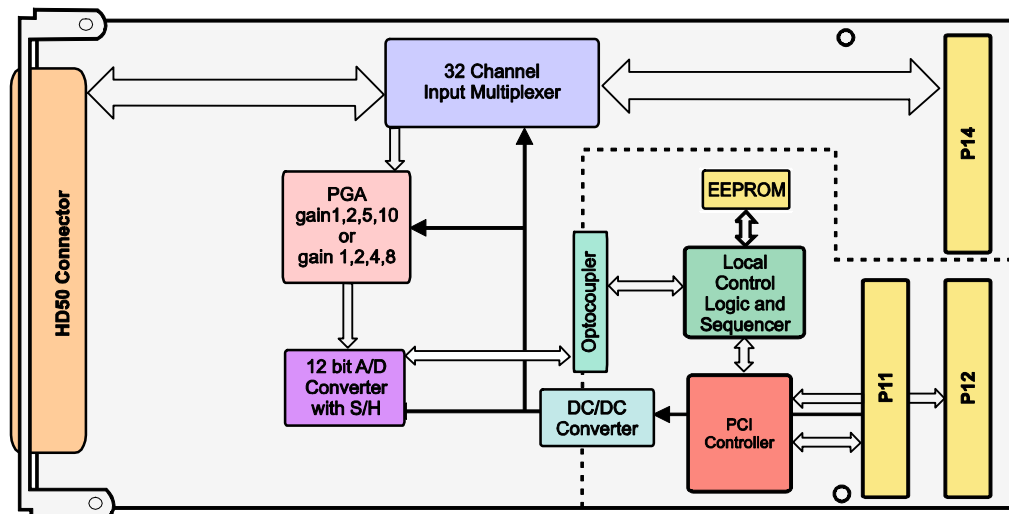 32 Channel
Input Multiplexer
P14
HD50 Connector
PGA
gain1,2,5,10
or
gain 1,2,4,8
EEPROM
Optocoupler
Local
Control
Logic and
Sequencer
12 bit A/D
Converter
with S/H
DC/DC
Converter
PCI
Controller
P11
P12